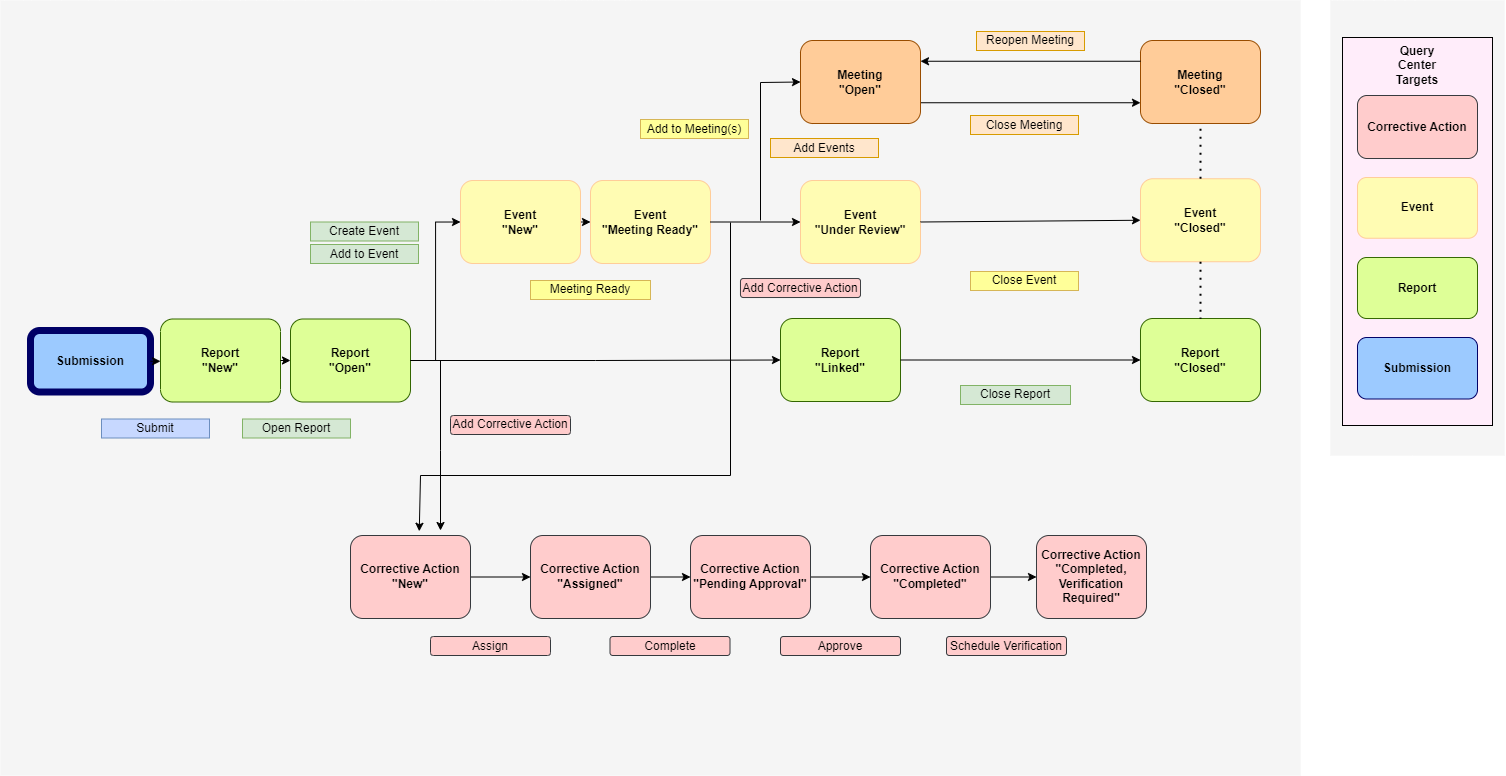 Reopen Meeting
Meeting
"Open"
Meeting
"Closed"
Close Meeting
Add to Meeting(s)
Add Events
Event
"New"
Event
"Meeting Ready"
Event
"Under Review"
Event
"Closed"
Create Event
Add to Event
Meeting Ready
Add Corrective Action
Close Event
Submission
Report
"New"
Report
"Open"
Report
"Linked"
Report
"Closed"
Close Report
Submit
Open Report
Add Corrective Action
Corrective Action
"New"
Corrective Action
"Assigned"
Corrective Action
"Pending Approval"
Corrective Action
"Completed"
Corrective Action
"Completed,
Verification
Required"
Assign
Complete
Approve
Schedule Verification
Query
Center
Targets
Corrective Action
Event
Report
Submission